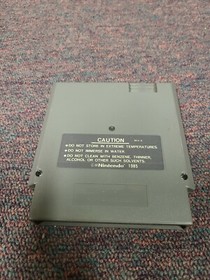 CAUTION
●DO NOT STORE IN EXTREME TEMPERATURES.
●DO NOT IMMERSE IN WATER.
●DO NOT CLEAN WITH BENZENE, THINNER,
ALCOHOL OR OTHER SUCH SOLVENTS.
©Nintendo 1985